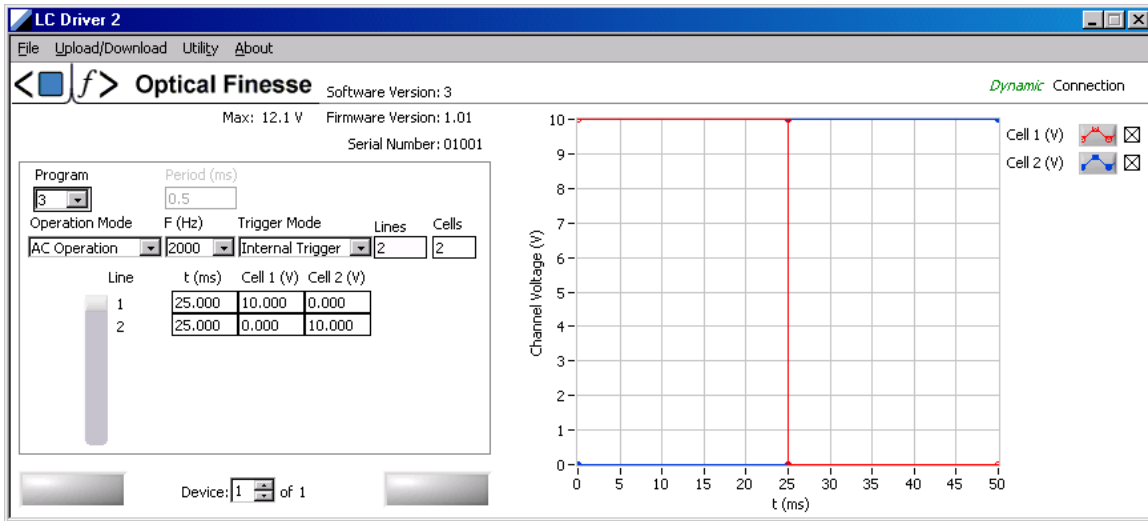 LC Driver 2
File Upload/Download Utility About
< f > Optical Finesse Software Version: 3
Dynamic Connection
Max: 12.1 V Firmware Version: 1.01
Serial Number: 01001
Program Period (ms)
3 0.5
Operation Mode F (Hz) Trigger Mode Lines Cells
AC Operation 2000 Internal Trigger 2 2
Line t (ms) Cell 1 (V) Cell 2 (V)
1 25.000 10.000 0.000
2 25.000 0.000 10.000
Device: 1 of 1
Channel Voltage (V)
10
9
8
7
6
5
4
3
2
1
0
0 5 10 15 20 25 30 35 40 45 50
t (ms)
Cell 1 (V)
Cell 2 (V)